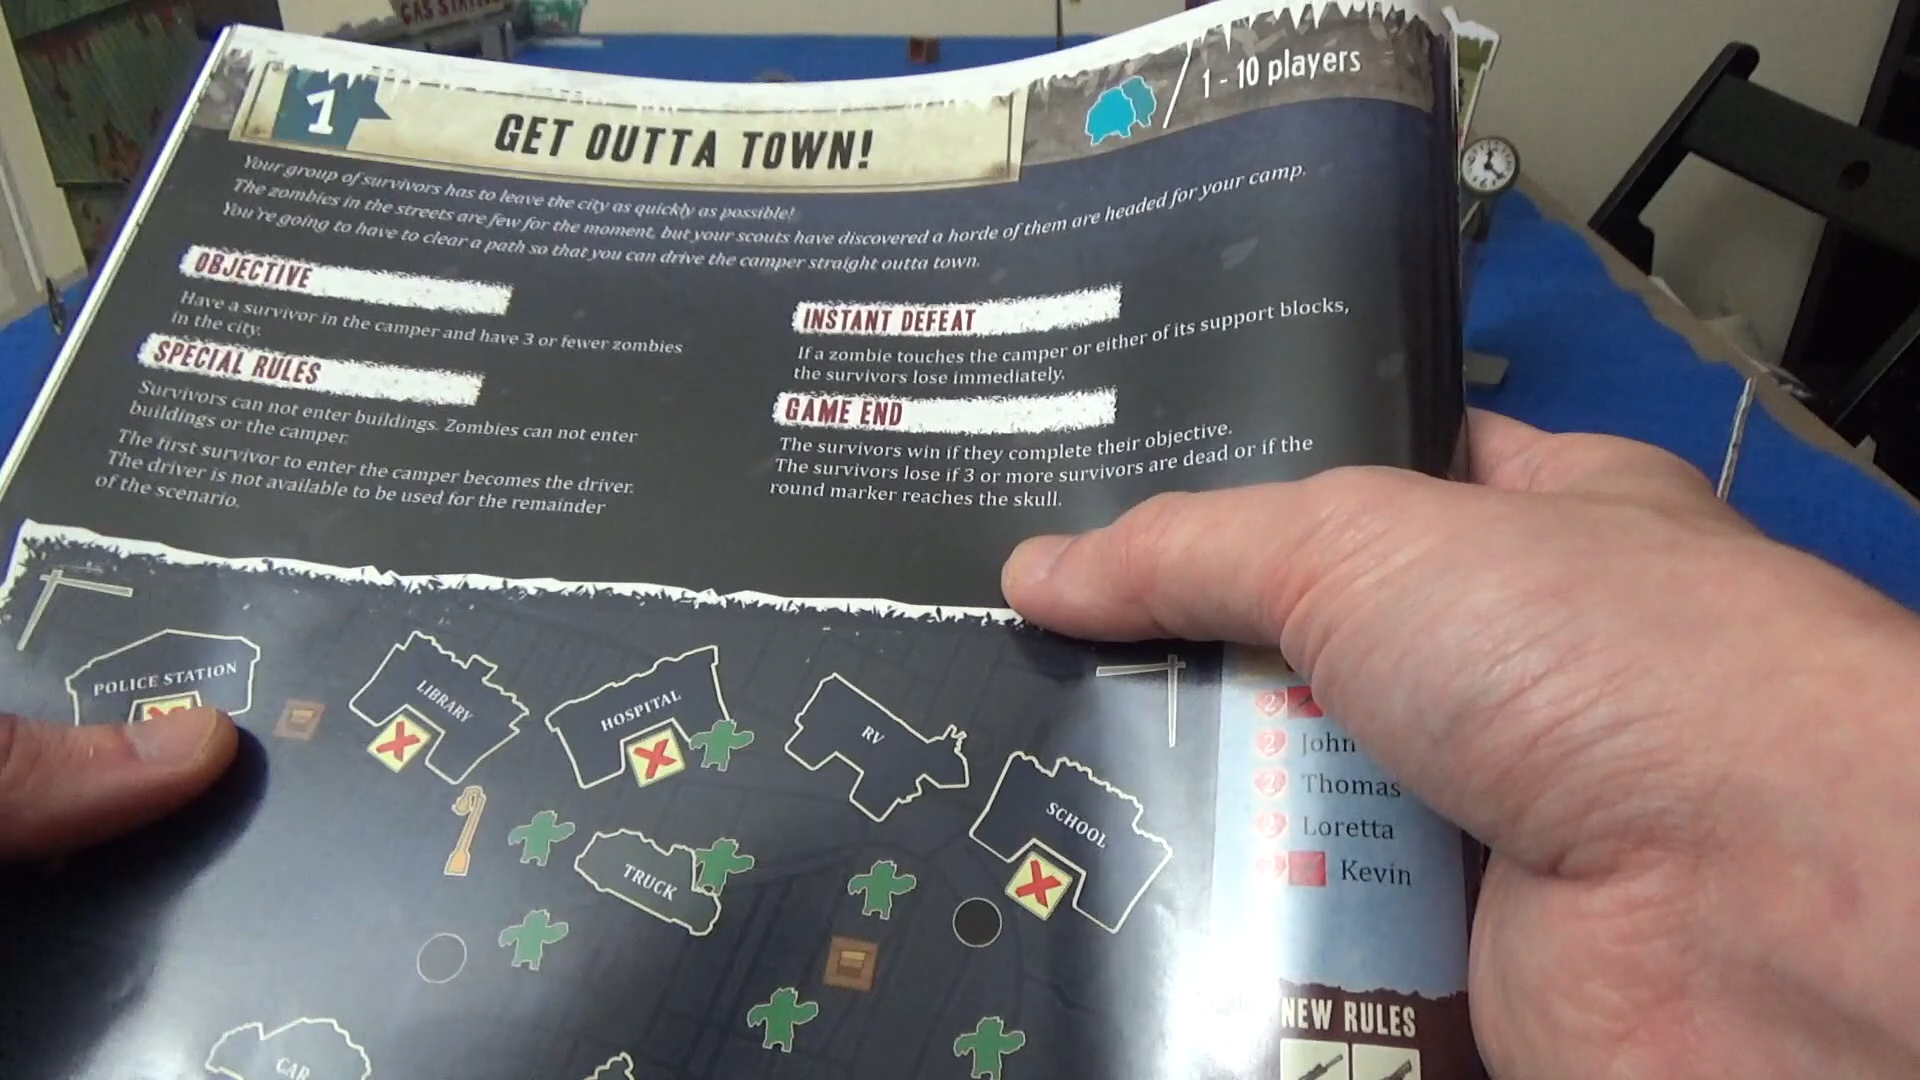 GAS STATION
1
GET OUTTA TOWN!
1 - 10 players
Your group of survivors has to leave the city as quickly as possible!
The zombies in the streets are few for the moment, but your scouts have discovered a horde of them are headed for your camp.
You're going to have to clear a path so that you can drive the camper straight outta town.
OBJECTIVE
Have a survivor in the camper and have 3 or fewer zombies
in the city.
SPECIAL RULES
Survivors can not enter buildings. Zombies can not enter
buildings or the camper.
The first survivor to enter the camper becomes the driver.
The driver is not available to be used for the remainder
of the scenario.
INSTANT DEFEAT
If a zombie touches the camper or either of its support blocks,
the survivors lose immediately.
GAME END
The survivors win if they complete their objective.
The survivors lose if 3 or more survivors are dead or if the
round marker reaches the skull.
POLICE STATION
LIBRARY
HOSPITAL
RV
SCHOOL
TRUCK
CAR
2
2 John
2 Thomas
2 Loretta
Kevin
NEW RULES